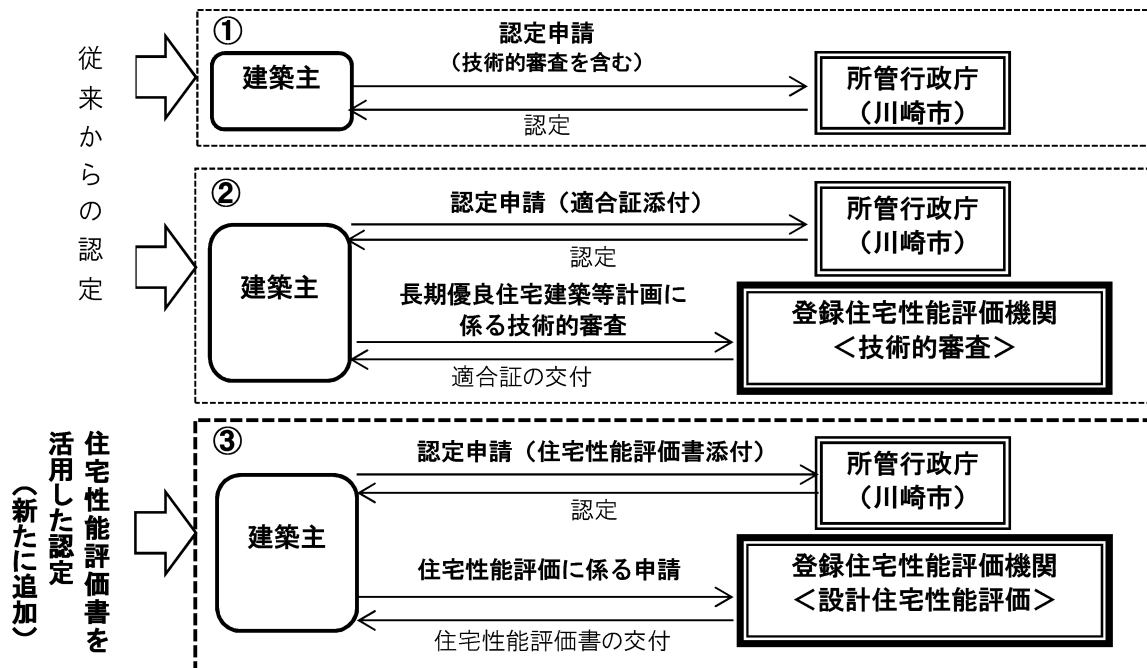 従来からの認定
①
建築主
認定申請
(技術的審査を含む)
認定
所管行政庁
(川崎市)
②
建築主
認定申請(適合証添付)
認定
所管行政庁
(川崎市)
長期優良住宅建築等計画に
係る技術的審査
適合証の交付
登録住宅性能評価機関
<技術的審査>
住宅性能評価書を
活用した認定
(新たに追加)
③
建築主
認定申請(住宅性能評価書添付)
認定
所管行政庁
(川崎市)
住宅性能評価に係る申請
住宅性能評価書の交付
登録住宅性能評価機関
<設計住宅性能評価>